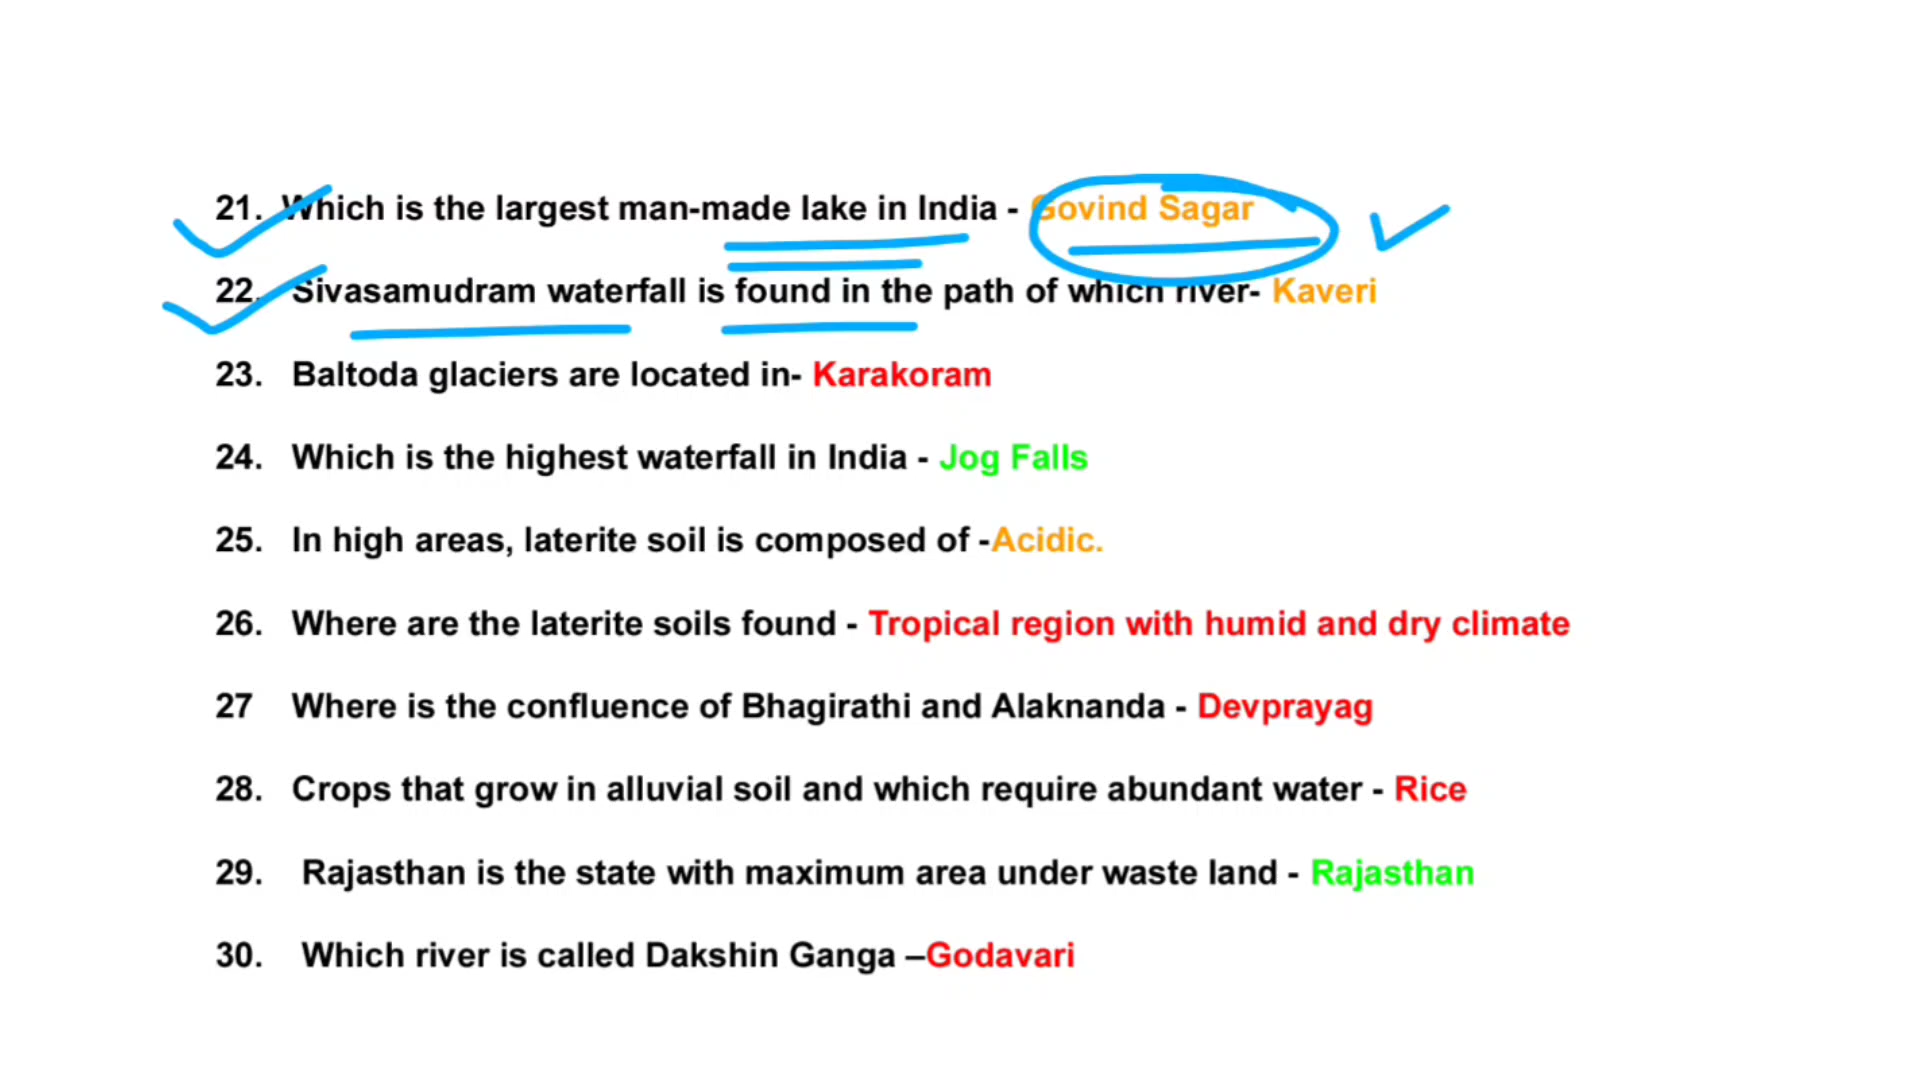 21. Which is the largest man-made lake in India - Govind Sagar
22. Sivasamudram waterfall is found in the path of which river- Kaveri
23. Baltoda glaciers are located in- Karakoram
24. Which is the highest waterfall in India - Jog Falls
25. In high areas, laterite soil is composed of -Acidic.
26. Where are the laterite soils found - Tropical region with humid and dry climate
27 Where is the confluence of Bhagirathi and Alaknanda - Devprayag
28. Crops that grow in alluvial soil and which require abundant water - Rice
29. Rajasthan is the state with maximum area under waste land - Rajasthan
30. Which river is called Dakshin Ganga –Godavari